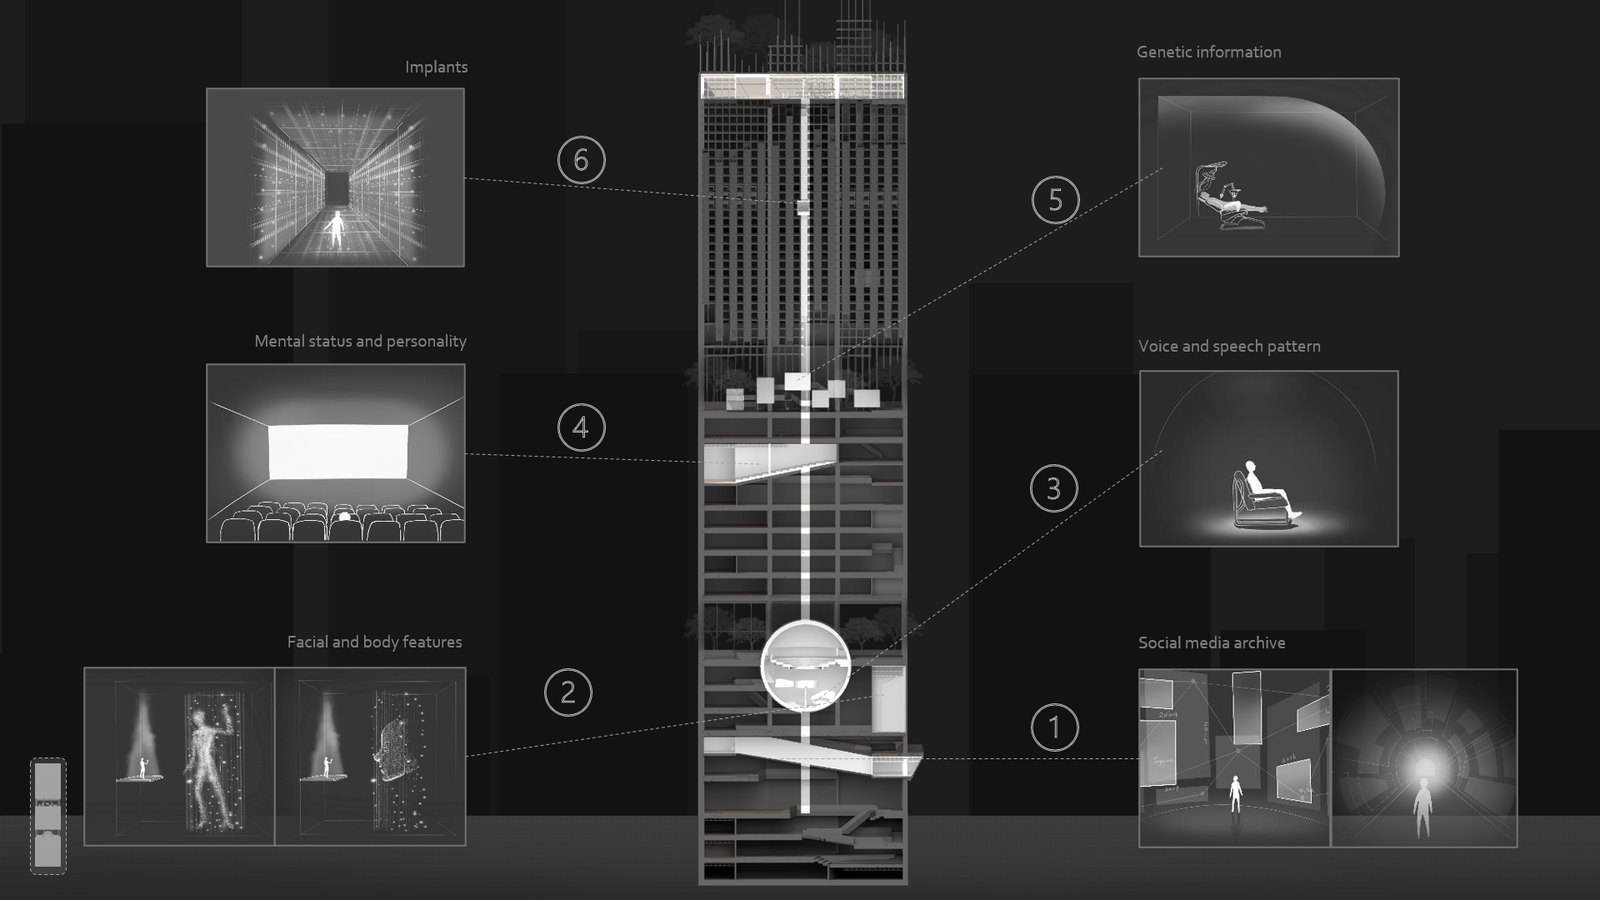 Implants
6
Genetic information
5
Mental status and personality
4
Voice and speech pattern
3
Facial and body features
2
Social media archive
1
2004